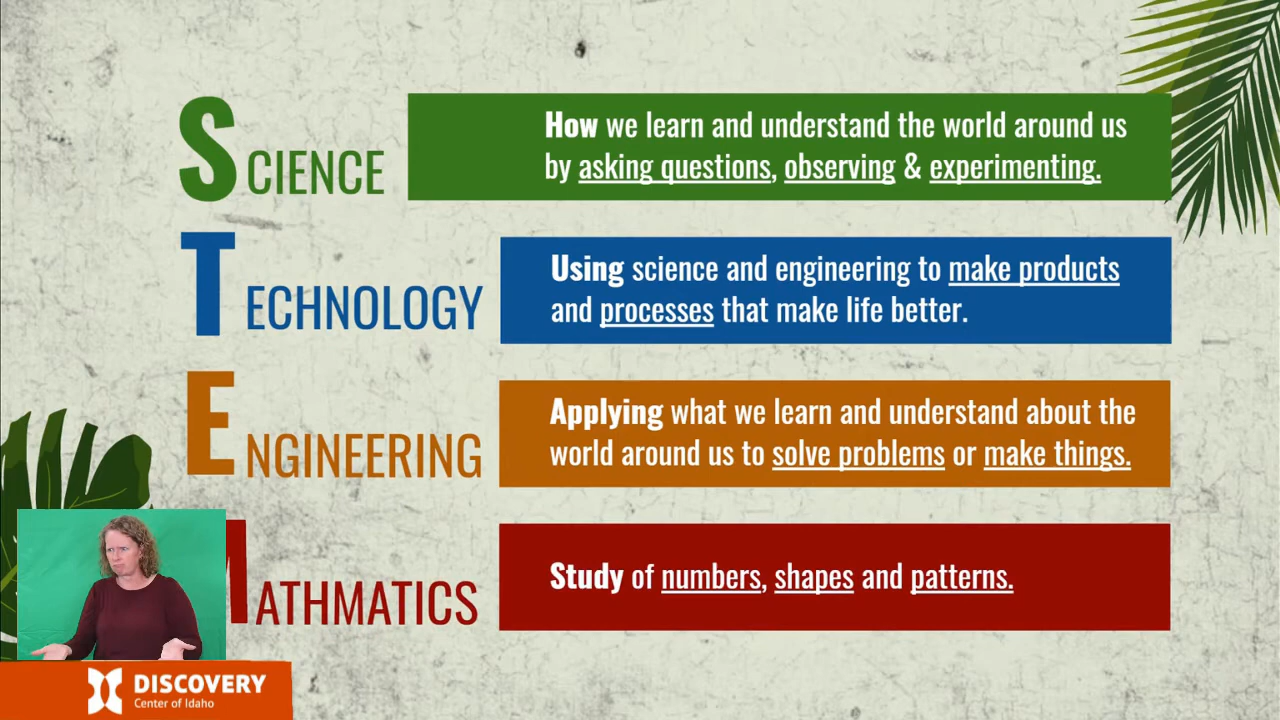 SCIENCE
How we learn and understand the world around us
by asking questions, observing & experimenting.
TECHNOLOGY
Using science and engineering to make products
and processes that make life better.
ENGINEERING
Applying what we learn and understand about the
world around us to solve problems or make things.
MATHMATICS
Study of numbers, shapes and patterns.
DISCOVERY
Center of Idaho